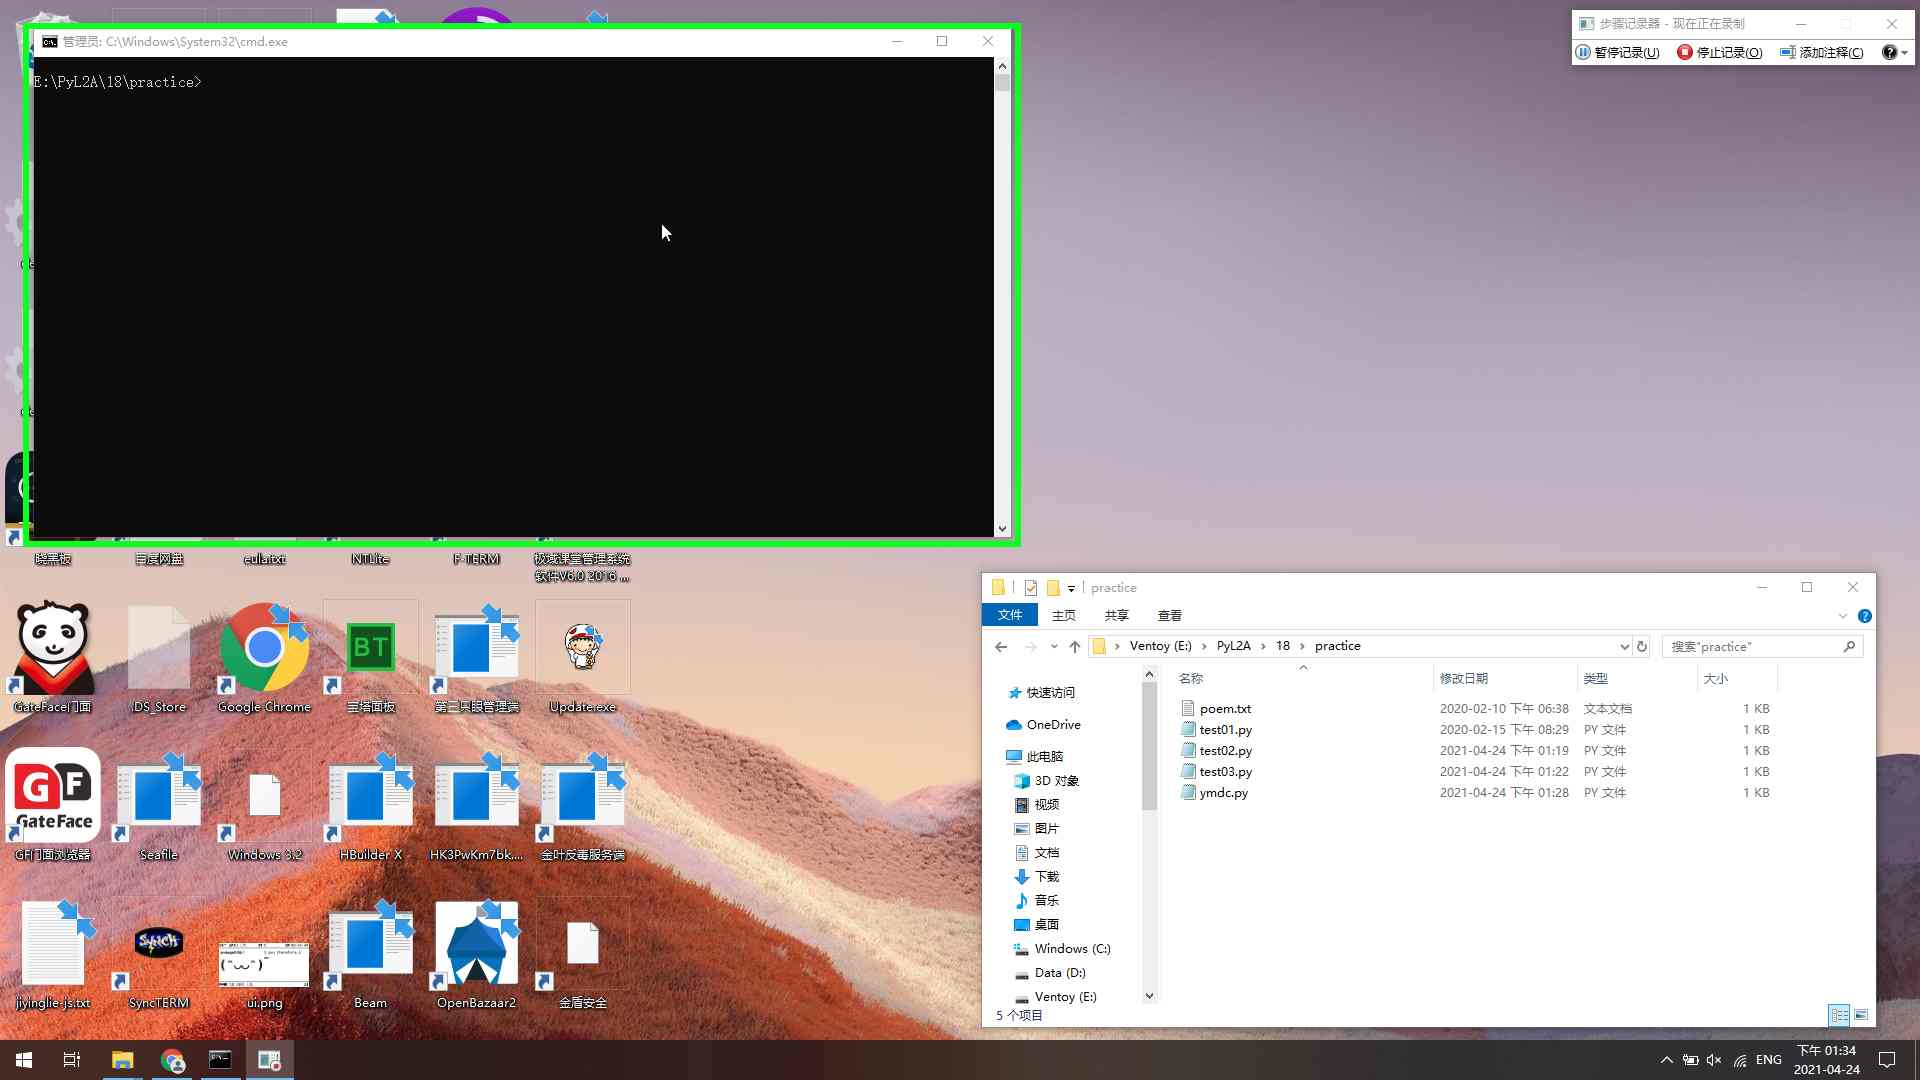 管理员: C:\Windows\System32\cmd.exe
E:\PyL2A\18\practice>
步骤记录器 - 现在正在录制
暂停记录(U)
停止记录(O)
添加注释(C)
晓黑板
百度网盘
eula.txt
NTLite
F-TERM
极域课堂管理系统
软件V6.0 2016 ...
GateFace门面
.DS_Store
Google Chrome
BT
宝塔面板
第三只眼管理端
Update.exe
GF
GateFace
GF门面浏览器
Seafile
Windows 3.2
HBuilder X
HK3PwKm7bk....
金叶反毒服务端
jiyinglie-js.txt
Synch
SyncTERM
ui.png
Beam
OpenBazaar2
金盾安全
practice
文件
主页
共享
查看
Ventoy (E:)
PyL2A
18
practice
搜索"practice"
名称
修改日期
类型
大小
快速访问
OneDrive
此电脑
3D 对象
视频
图片
文档
下载
音乐
桌面
Windows (C:)
Data (D:)
Ventoy (E:)
poem.txt 2020-02-10 下午 06:38 文本文档 1 KB
test01.py 2020-02-15 下午 08:29 PY 文件 1 KB
test02.py 2021-04-24 下午 01:19 PY 文件 1 KB
test03.py 2021-04-24 下午 01:22 PY 文件 1 KB
ymdc.py 2021-04-24 下午 01:28 PY 文件 1 KB
5 个项目
ENG
下午 01:34
2021-04-24